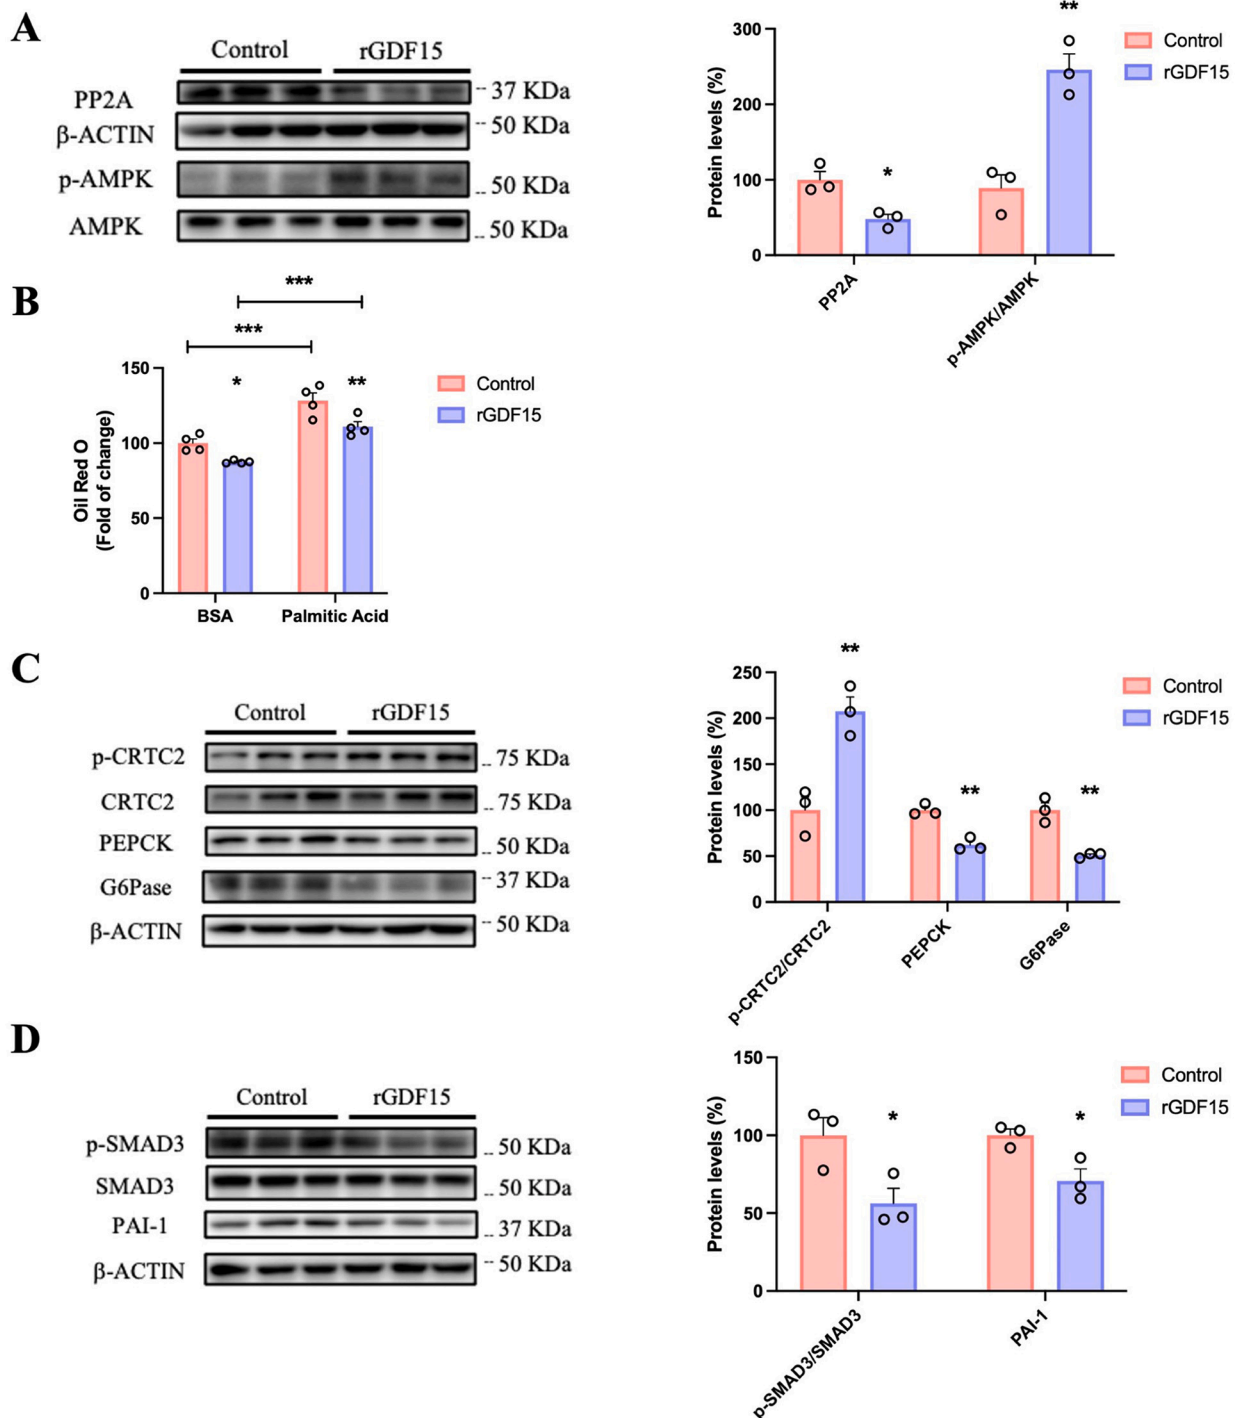 A
Control
rGDF15
PP2A
37 KDa
β-ACTIN
50 KDa
p-AMPK
50 KDa
AMPK
50 KDa
**
300
200
100
0
Protein levels (%)
*
PP2A
p-AMPK/AMPK
Control
rGDF15
B
***
***
150
100
50
0
Oil Red O
(Fold of change)
*
**
BSA
Palmitic Acid
Control
rGDF15
C
Control
rGDF15
p-CRTC2
75 KDa
CRTC2
75 KDa
PEPCK
50 KDa
G6Pase
37 KDa
β-ACTIN
50 KDa
**
250
200
150
100
50
0
Protein levels (%)
**
**
p-CRTC2/CRTC2
PEPCK
G6Pase
Control
rGDF15
D
Control
rGDF15
p-SMAD3
50 KDa
SMAD3
50 KDa
PAI-1
37 KDa
β-ACTIN
50 KDa
150
100
50
0
Protein levels (%)
*
*
p-SMAD3/SMAD3
PAI-1
Control
rGDF15